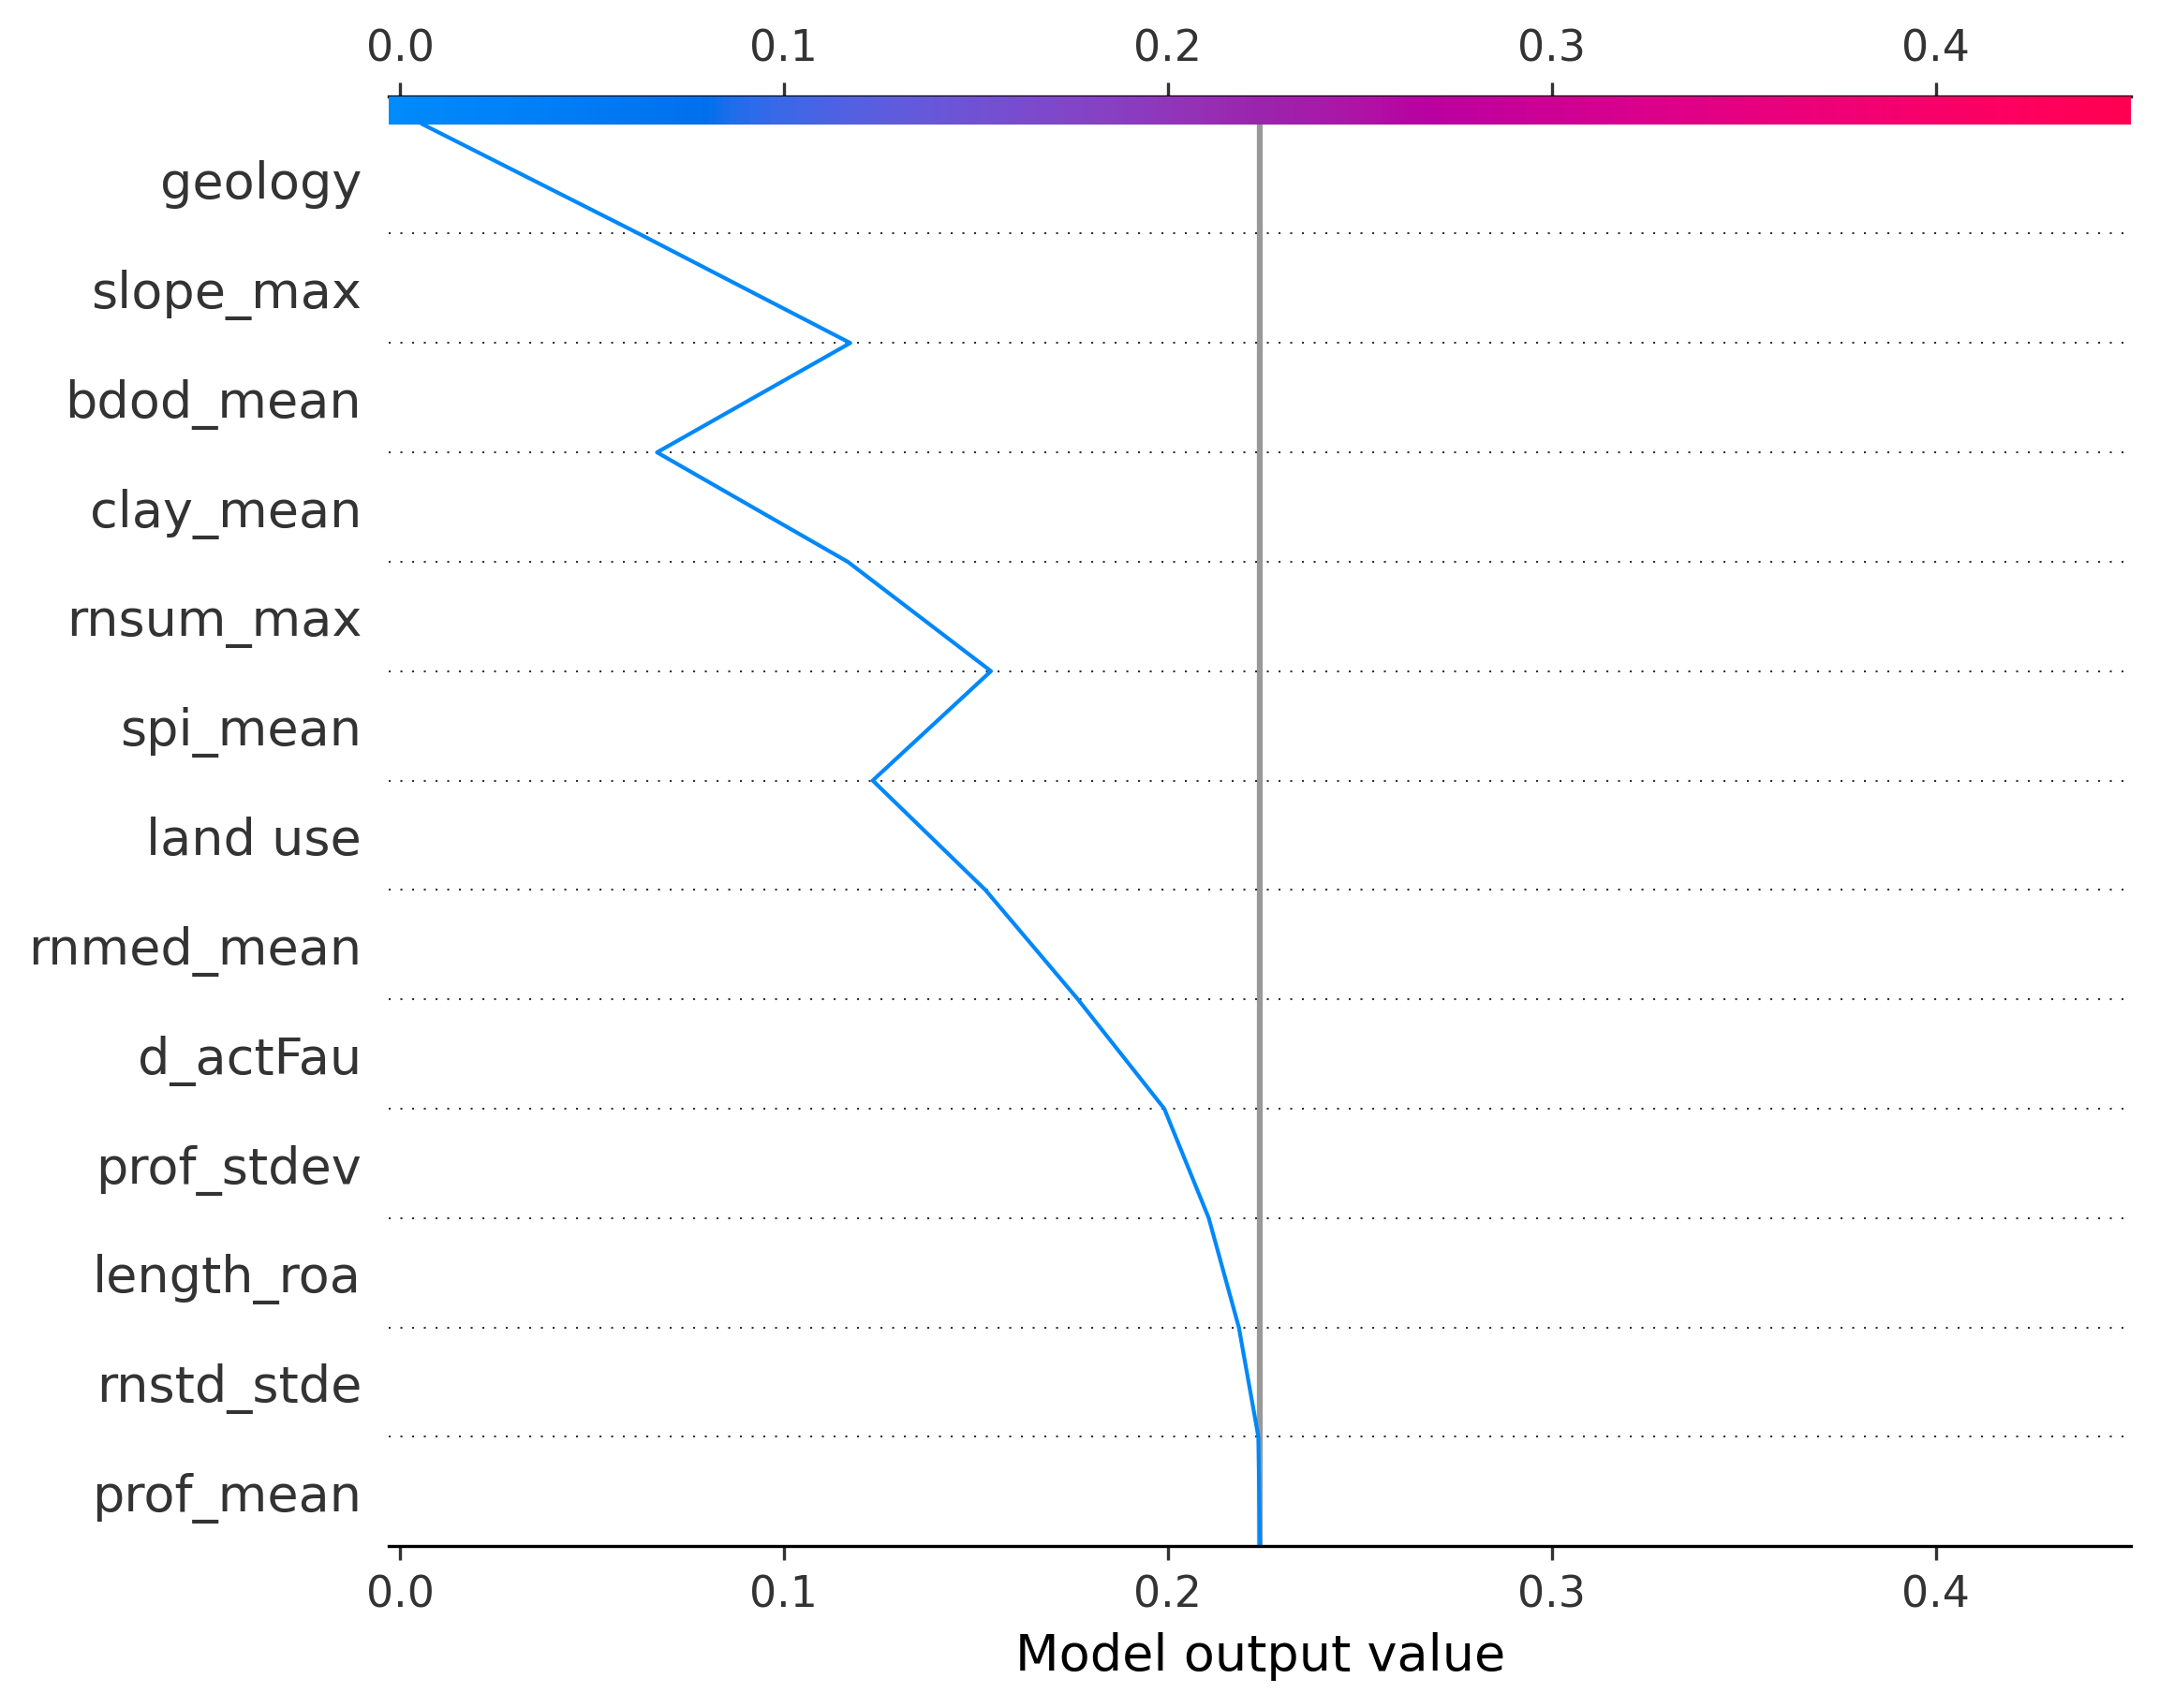 0.0 0.1 0.2 0.3 0.4
geology
slope_max
bdod_mean
clay_mean
rnsum_max
spi_mean
land use
rnmed_mean
d_actFau
prof_stdev
length_roa
rnstd_stde
prof_mean
0.0 0.1 0.2 0.3 0.4
Model output value